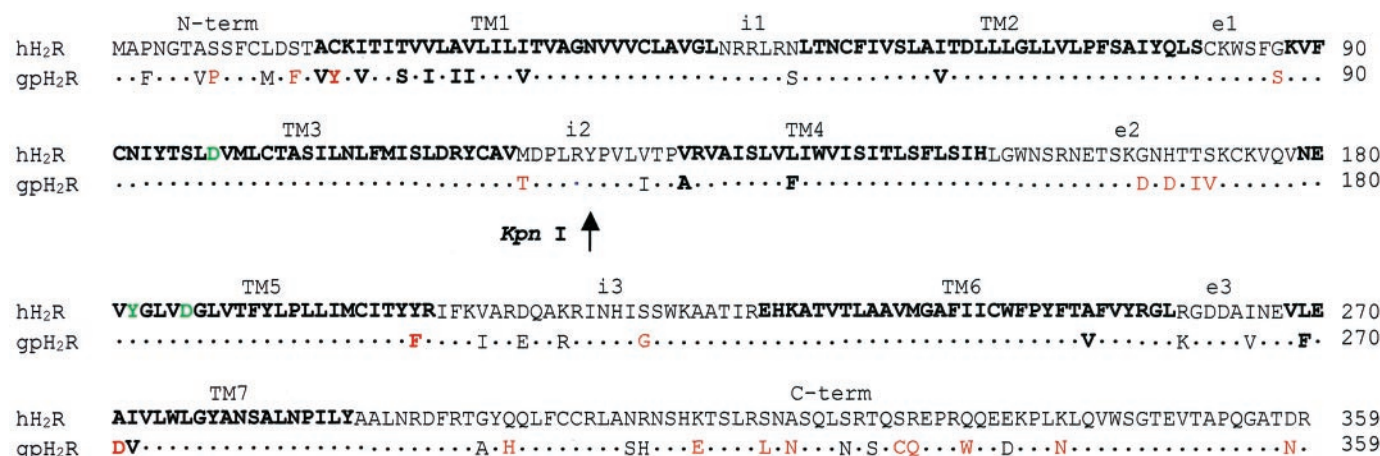 N-term TM1 i1 TM2 e1
hH₂R MAPNGTASSFCLDSTACKITITVVLAVLILITVAGNVVVCLAVGLNRRLRNLTNCFIVSLAITDLLLGLLVLPFSAIYQLSCKWSFGKVF 90
gpH₂R ··F···VP···M·F·VY·V··S·I·II···V···················S··········V························S··· 90
TM3 i2 TM4 e2
hH₂R CNIYTSLDVMLCTASILNLFMISLDRYCAVMDPLRYPVLVTPVRVAISLVLIWVISITLSFLSIHLGWNSRNETSKGNHTTSKCKVQVNE 180
gpH₂R ······························T········I··A·······F·························D·D·IV········ 180
Kpn I
TM5 i3 TM6 e3
hH₂R VYGLVDGLVTFYLPLLIMCITYYRIFKVARDQAKRINHISSWKAATIREHKATVTLAAVMGAFIICWFPYFTAFVYRGLRGDDAINEVLE 270
gpH₂R ······················F····I··E··R·····G································V······K····V···F· 270
TM7 C-term
hH₂R AIVLWLGYANSALNPILYAALNRDFRTGYQQLFCCRLANRNSHKTSLRSNASQLSRTQSREPRQQEEKPLKLQVWSGTEVTAPQGATDR 359
gpH₂R DV·························A·H········SH···E····L·N···N·S·CQ···W··D···N················N· 359